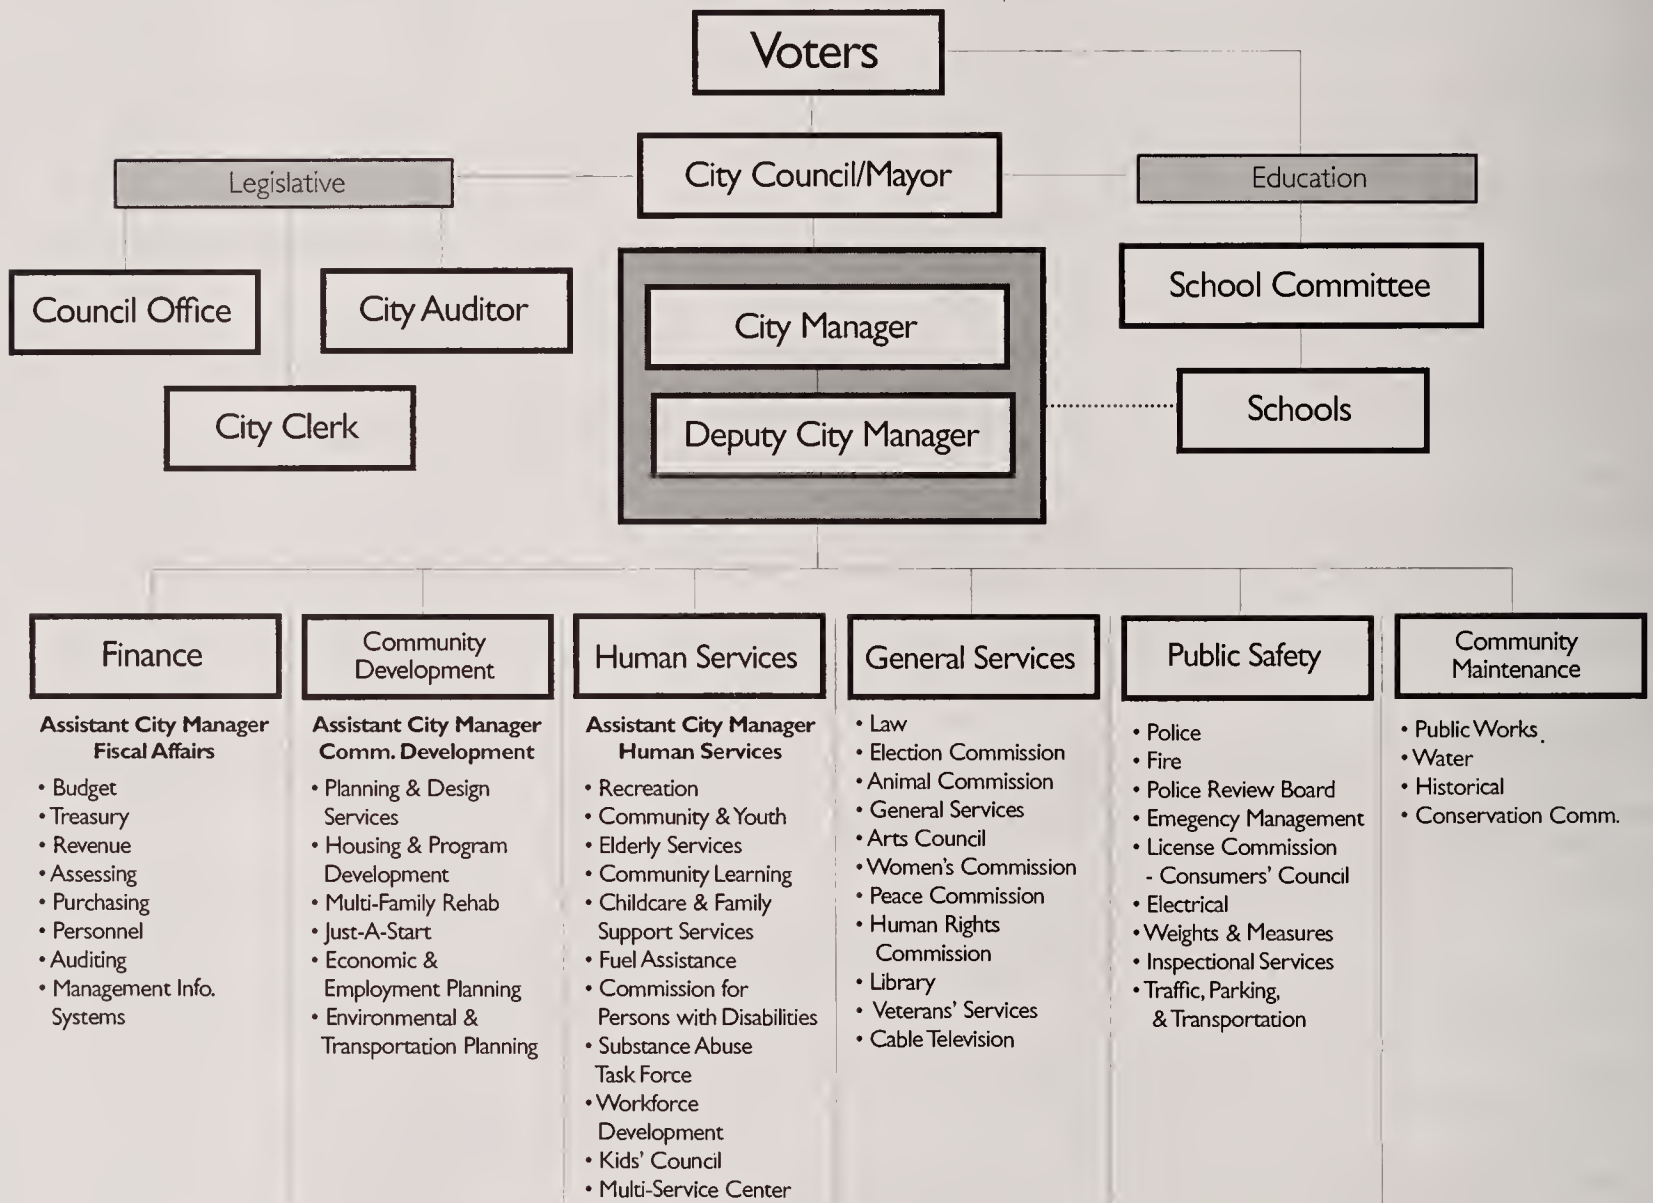 Voters
City Council/Mayor
Legislative
Education
Council Office
City Auditor
City Clerk
City Manager
Deputy City Manager
School Committee
Schools
Finance
Assistant City Manager
Fiscal Affairs
• Budget
• Treasury
• Revenue
• Assessing
• Purchasing
• Personnel
• Auditing
• Management Info.
Systems
Community
Development
Assistant City Manager
Comm. Development
• Planning & Design
Services
• Housing & Program
Development
• Multi-Family Rehab
• Just-A-Start
• Economic &
Employment Planning
• Environmental &
Transportation Planning
Human Services
Assistant City Manager
Human Services
• Recreation
• Community & Youth
• Elderly Services
• Community Learning
• Childcare & Family
Support Services
• Fuel Assistance
• Commission for
Persons with Disabilities
• Substance Abuse
Task Force
• Workforce
Development
• Kids' Council
• Multi-Service Center
General Services
• Law
• Election Commission
• Animal Commission
• General Services
• Arts Council
• Women's Commission
• Peace Commission
• Human Rights
Commission
• Library
• Veterans' Services
• Cable Television
Public Safety
• Police
• Fire
• Police Review Board
• Emegency Management
• License Commission
- Consumers' Council
• Electrical
• Weights & Measures
• Inspectional Services
• Traffic, Parking,
& Transportation
Community
Maintenance
• Public Works
• Water
• Historical
• Conservation Comm.